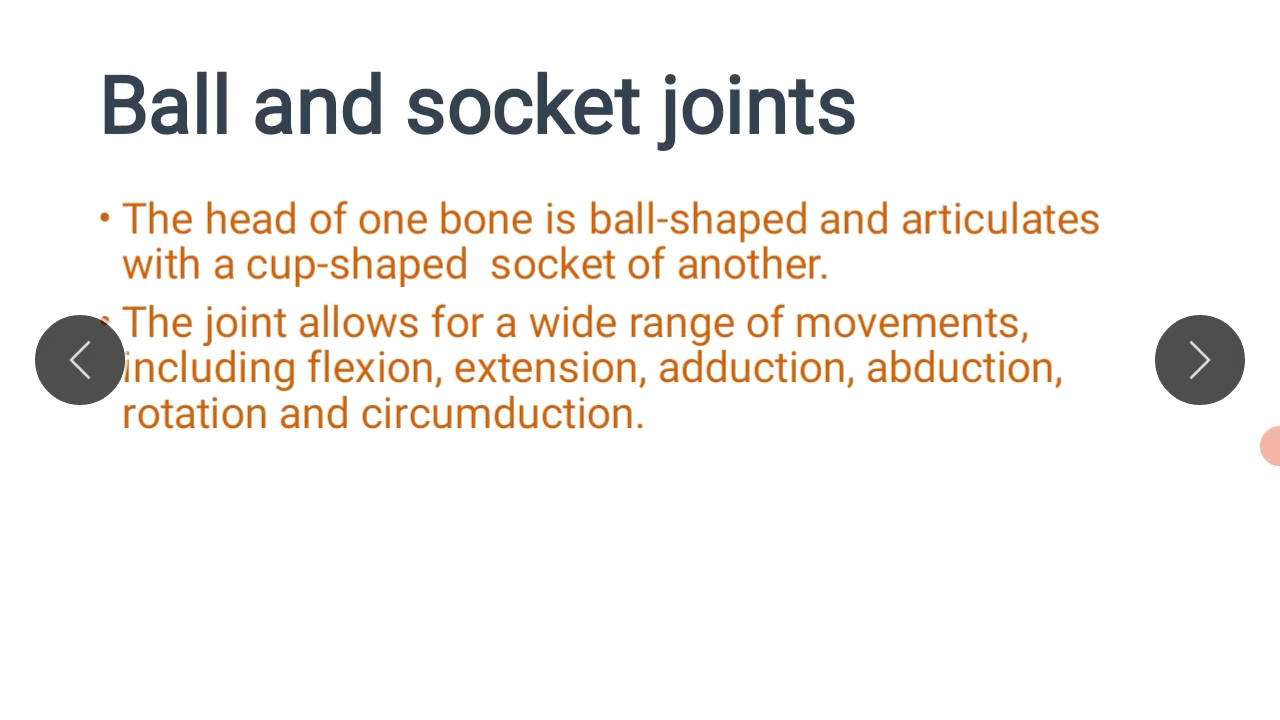 Ball and socket joints
• The head of one bone is ball-shaped and articulates
with a cup-shaped  socket of another.
• The joint allows for a wide range of movements,
including flexion, extension, adduction, abduction,
rotation and circumduction.